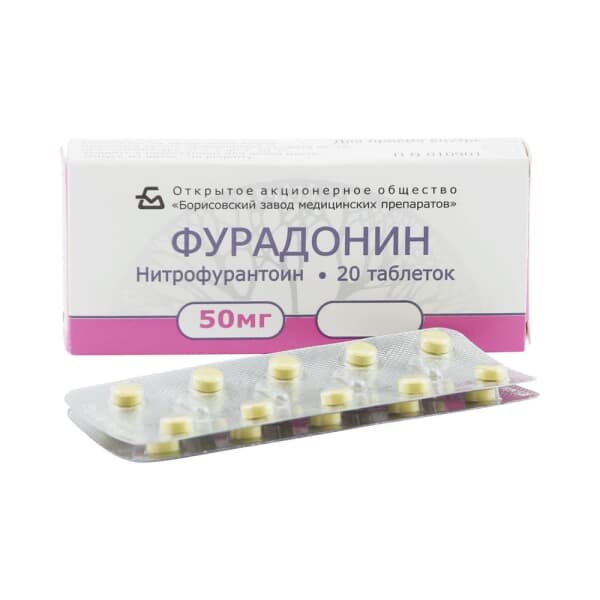 Открытое акционерное общество
«Борисовский завод медицинских препаратов»
ФУРАДОНИН
Нитрофурантоин • 20 таблеток
50мг